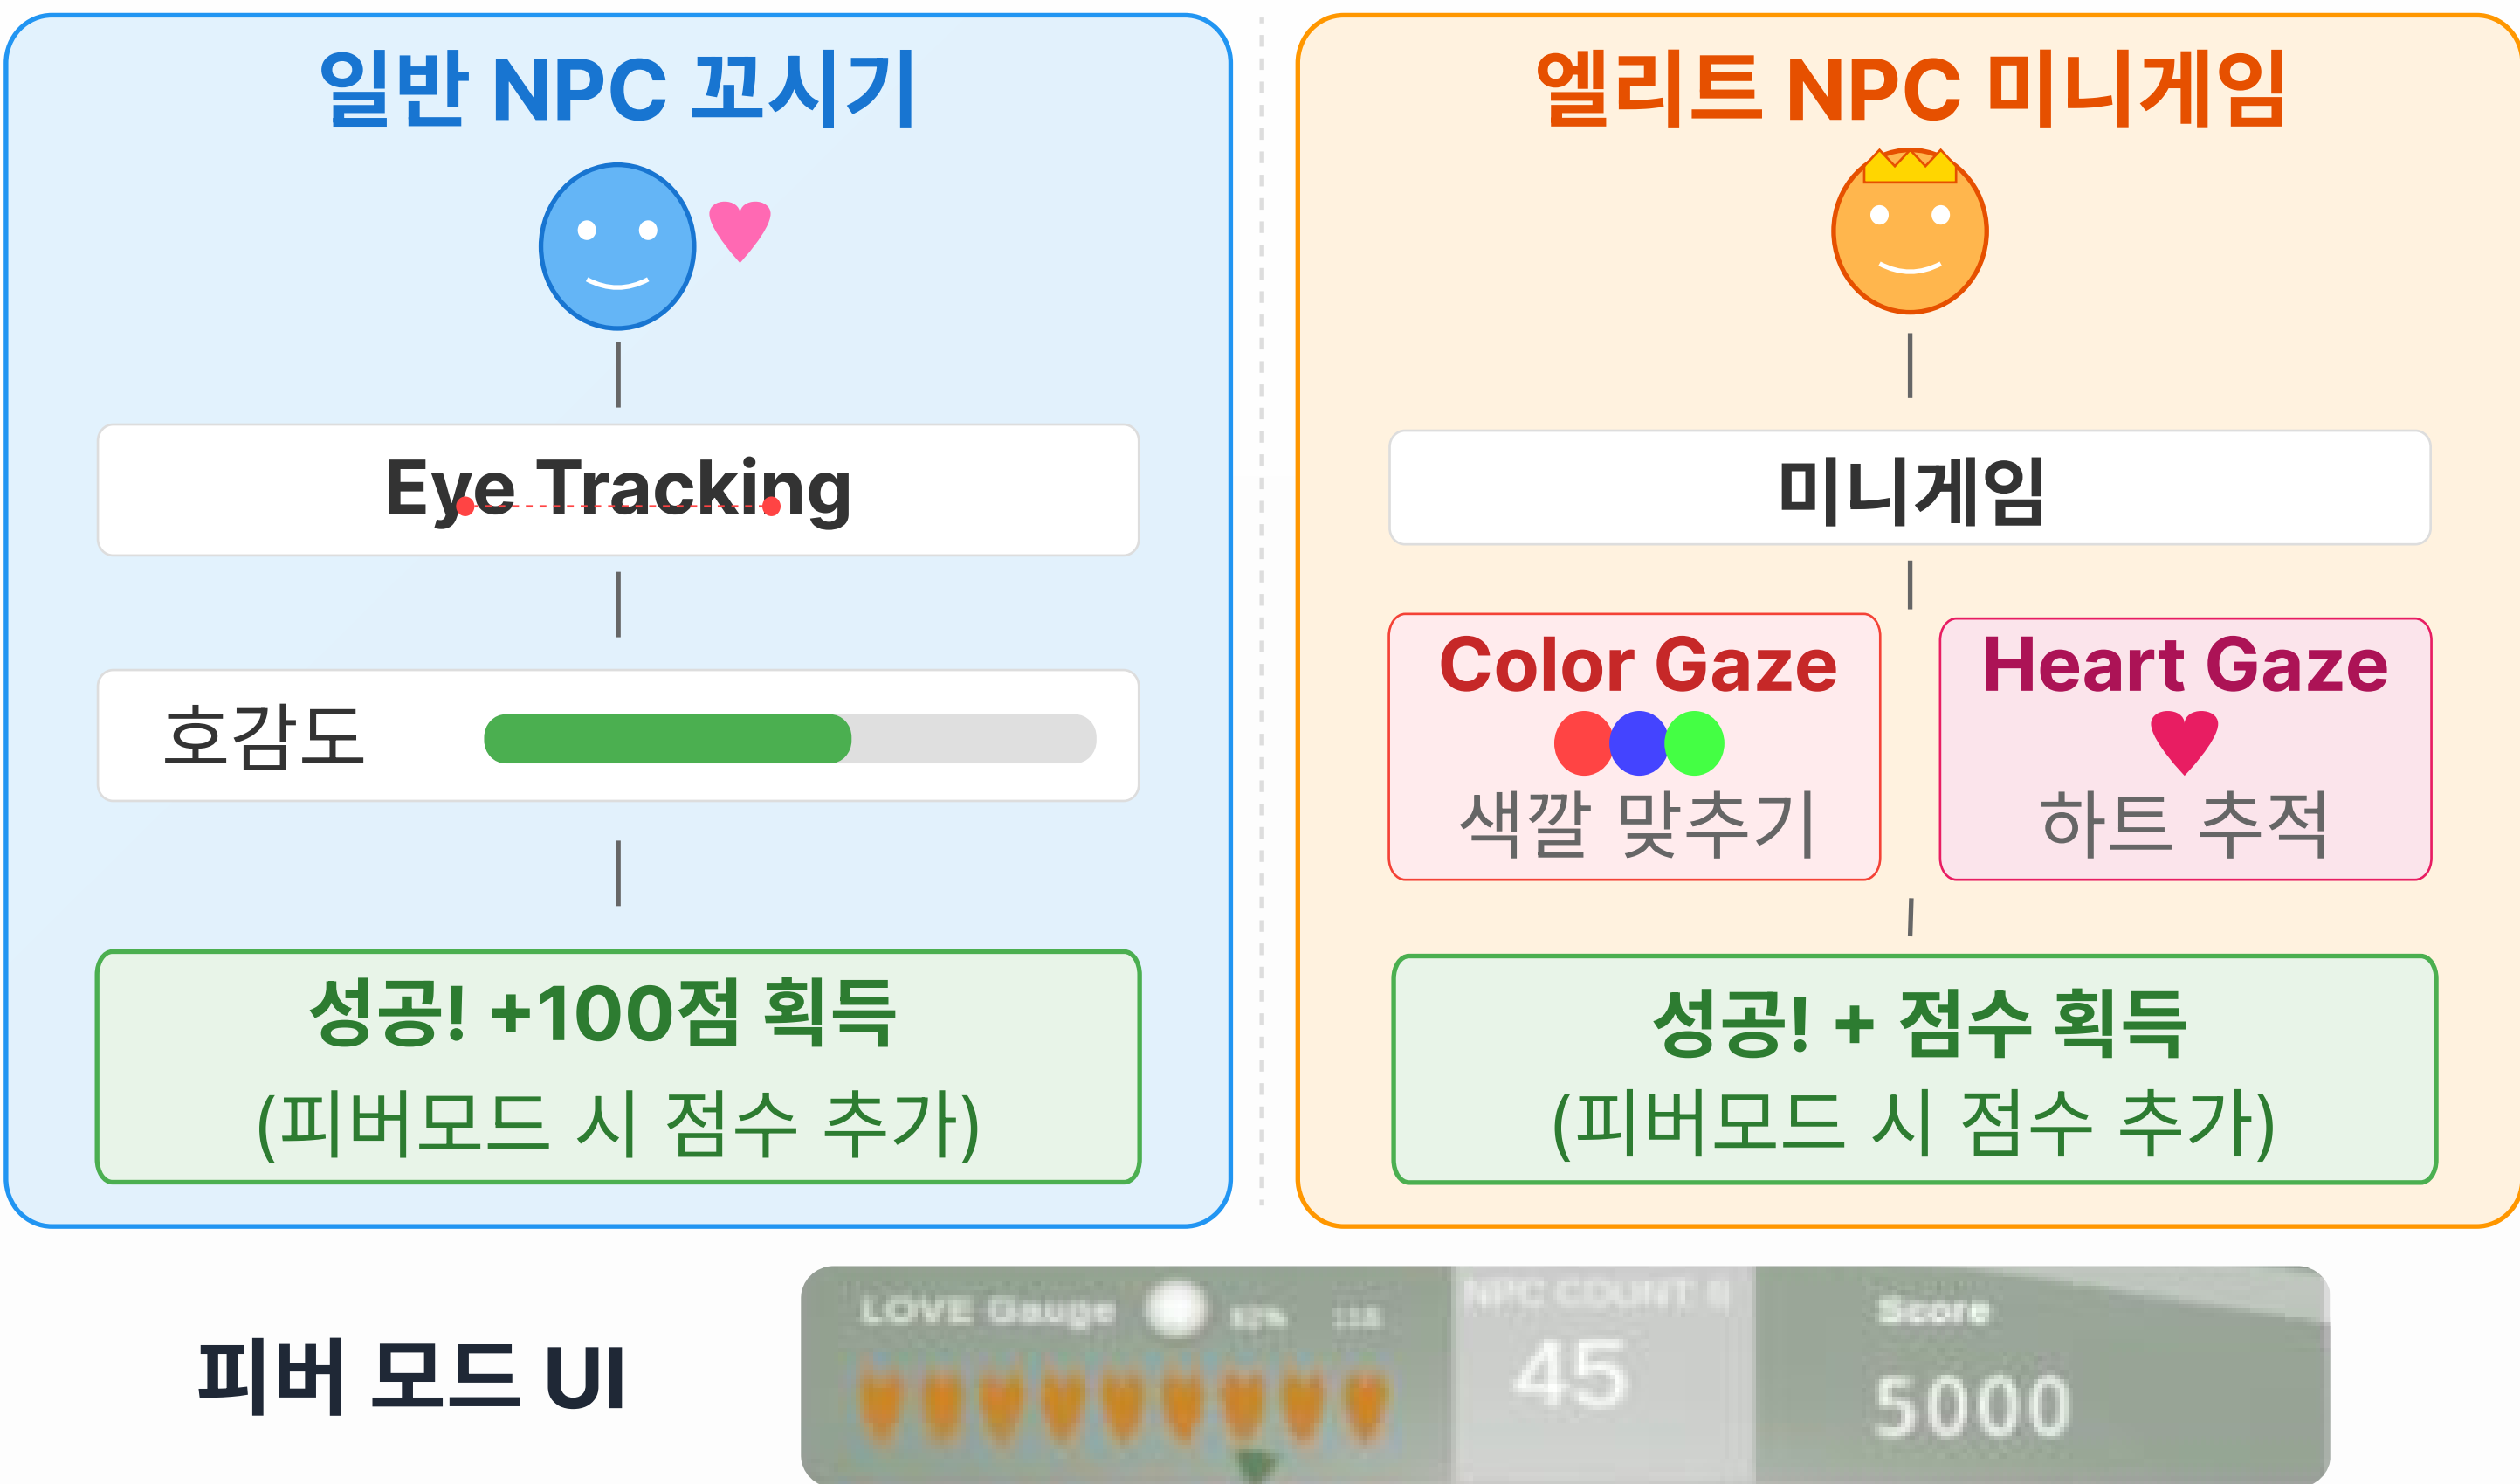 일반 NPC 꼬시기
Eye Tracking
호감도
성공! +100점 획득
(피버모드 시 점수 추가)
엘리트 NPC 미니게임
미니게임
Color Gaze
색깔 맞추기
Heart Gaze
하트 추적
성공! + 점수 획득
(피버모드 시 점수 추가)
피버 모드 UI
LOVE Gauge
NPC COUNT
45
Score
5000